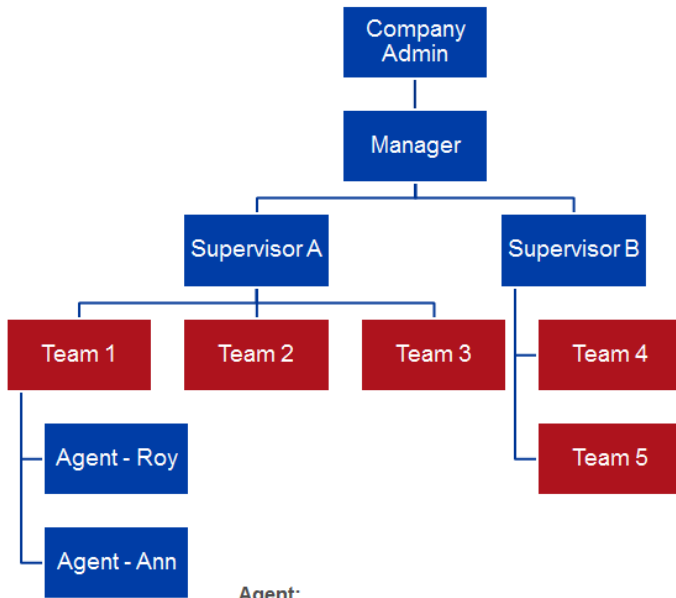 Company
Admin
Manager
Supervisor A
Supervisor B
Team 1
Team 2
Team 3
Team 4
Agent - Roy
Team 5
Agent - Ann
Agent: